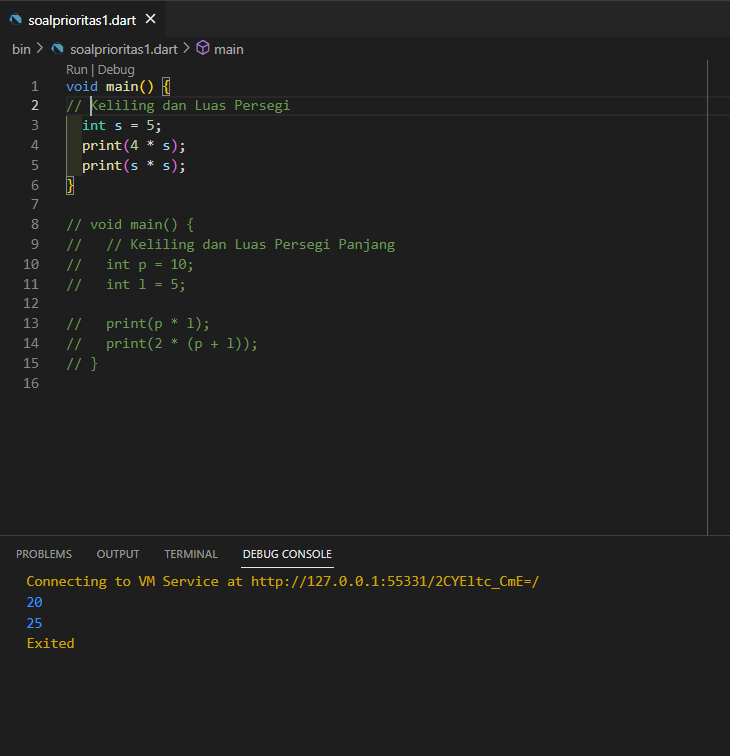 soalprioritas1.dart
bin > soalprioritas1.dart > main
Run | Debug
1 void main() {
2 // Keliling dan Luas Persegi
3 int s = 5;
4 print(4 * s);
5 print(s * s);
6 }
7
8 // void main() {
9 //   // Keliling dan Luas Persegi Panjang
10 //   int p = 10;
11 //   int l = 5;
12
13 //   print(p * l);
14 //   print(2 * (p + l));
15 // }
16
PROBLEMS OUTPUT TERMINAL DEBUG CONSOLE
Connecting to VM Service at http://127.0.0.1:55331/2CYEltc_CmE=/
20
25
Exited